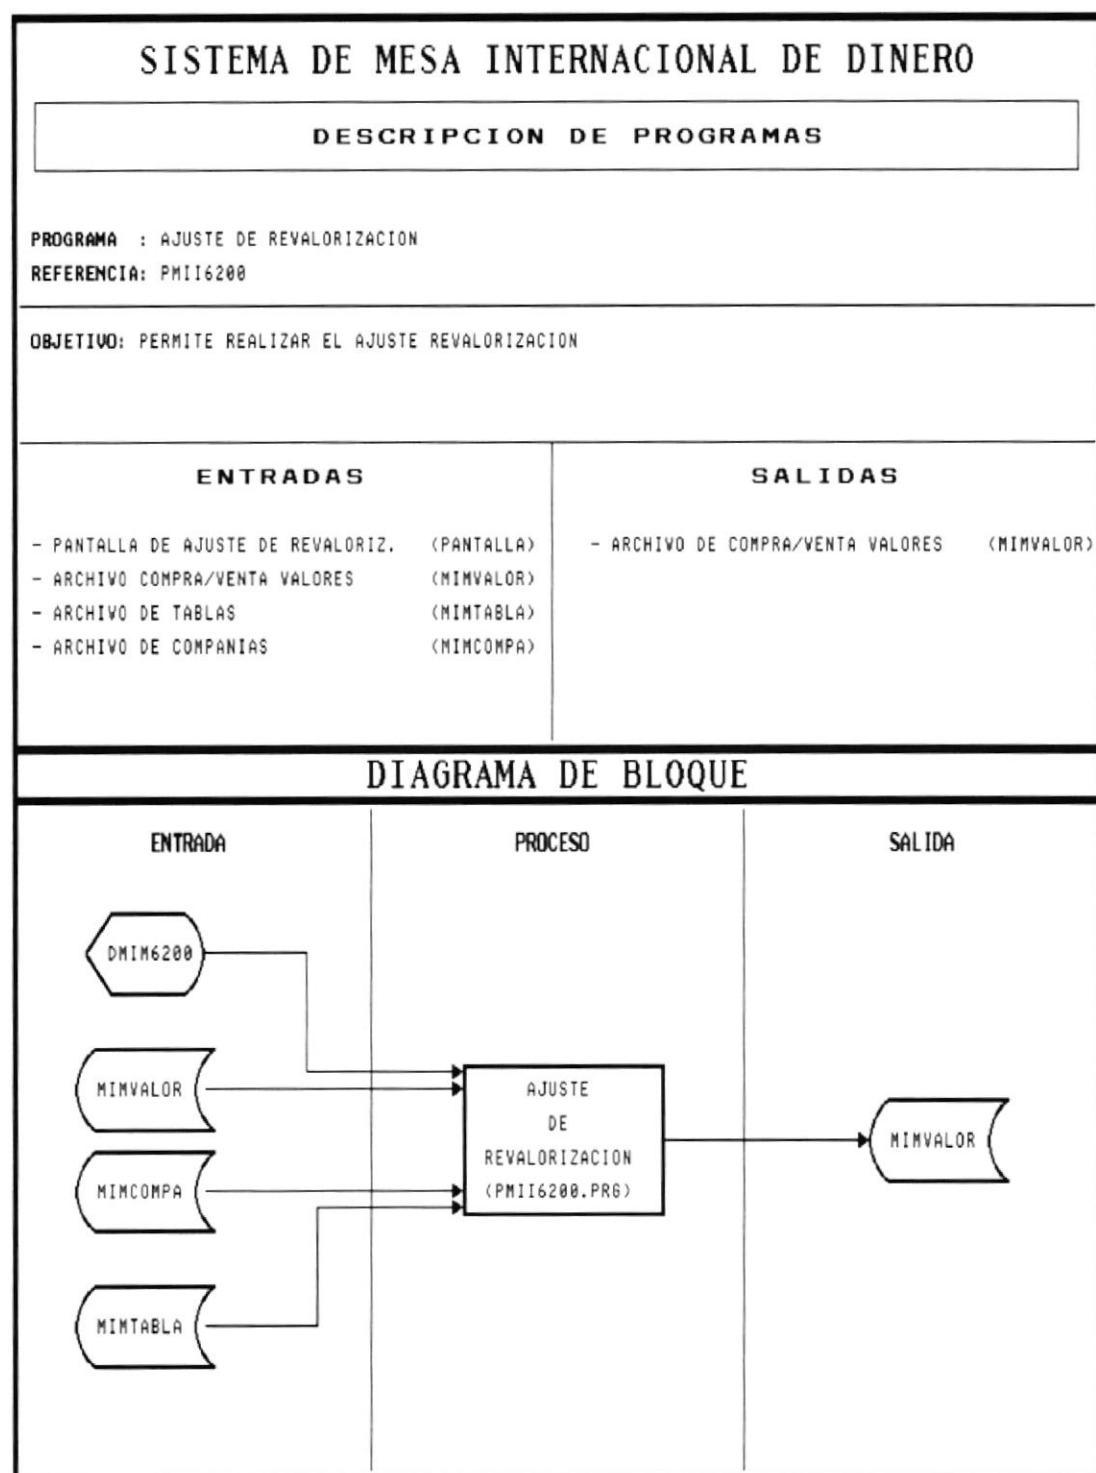 SISTEMA DE MESA INTERNACIONAL DE DINERO
DESCRIPCION DE PROGRAMAS
PROGRAMA : AJUSTE DE REVALORIZACION
REFERENCIA: PMII6200
OBJETIVO: PERMITE REALIZAR EL AJUSTE REVALORIZACION
ENTRADAS
- PANTALLA DE AJUSTE DE REVALORIZ. (PANTALLA)
- ARCHIVO COMPRA/VENTA VALORES (MIMVALOR)
- ARCHIVO DE TABLAS (MIMTABLA)
- ARCHIVO DE COMPANIAS (MIMCOMPA)
SALIDAS
- ARCHIVO DE COMPRA/VENTA VALORES (MIMVALOR)
DIAGRAMA DE BLOQUE
ENTRADA
PROCESO
SALIDA
DMIM6200
MIMVALOR
MIMCOMPA
MIMTABLA
AJUSTE
DE
REVALORIZACION
(PMII6200.PRG)
MIMVALOR